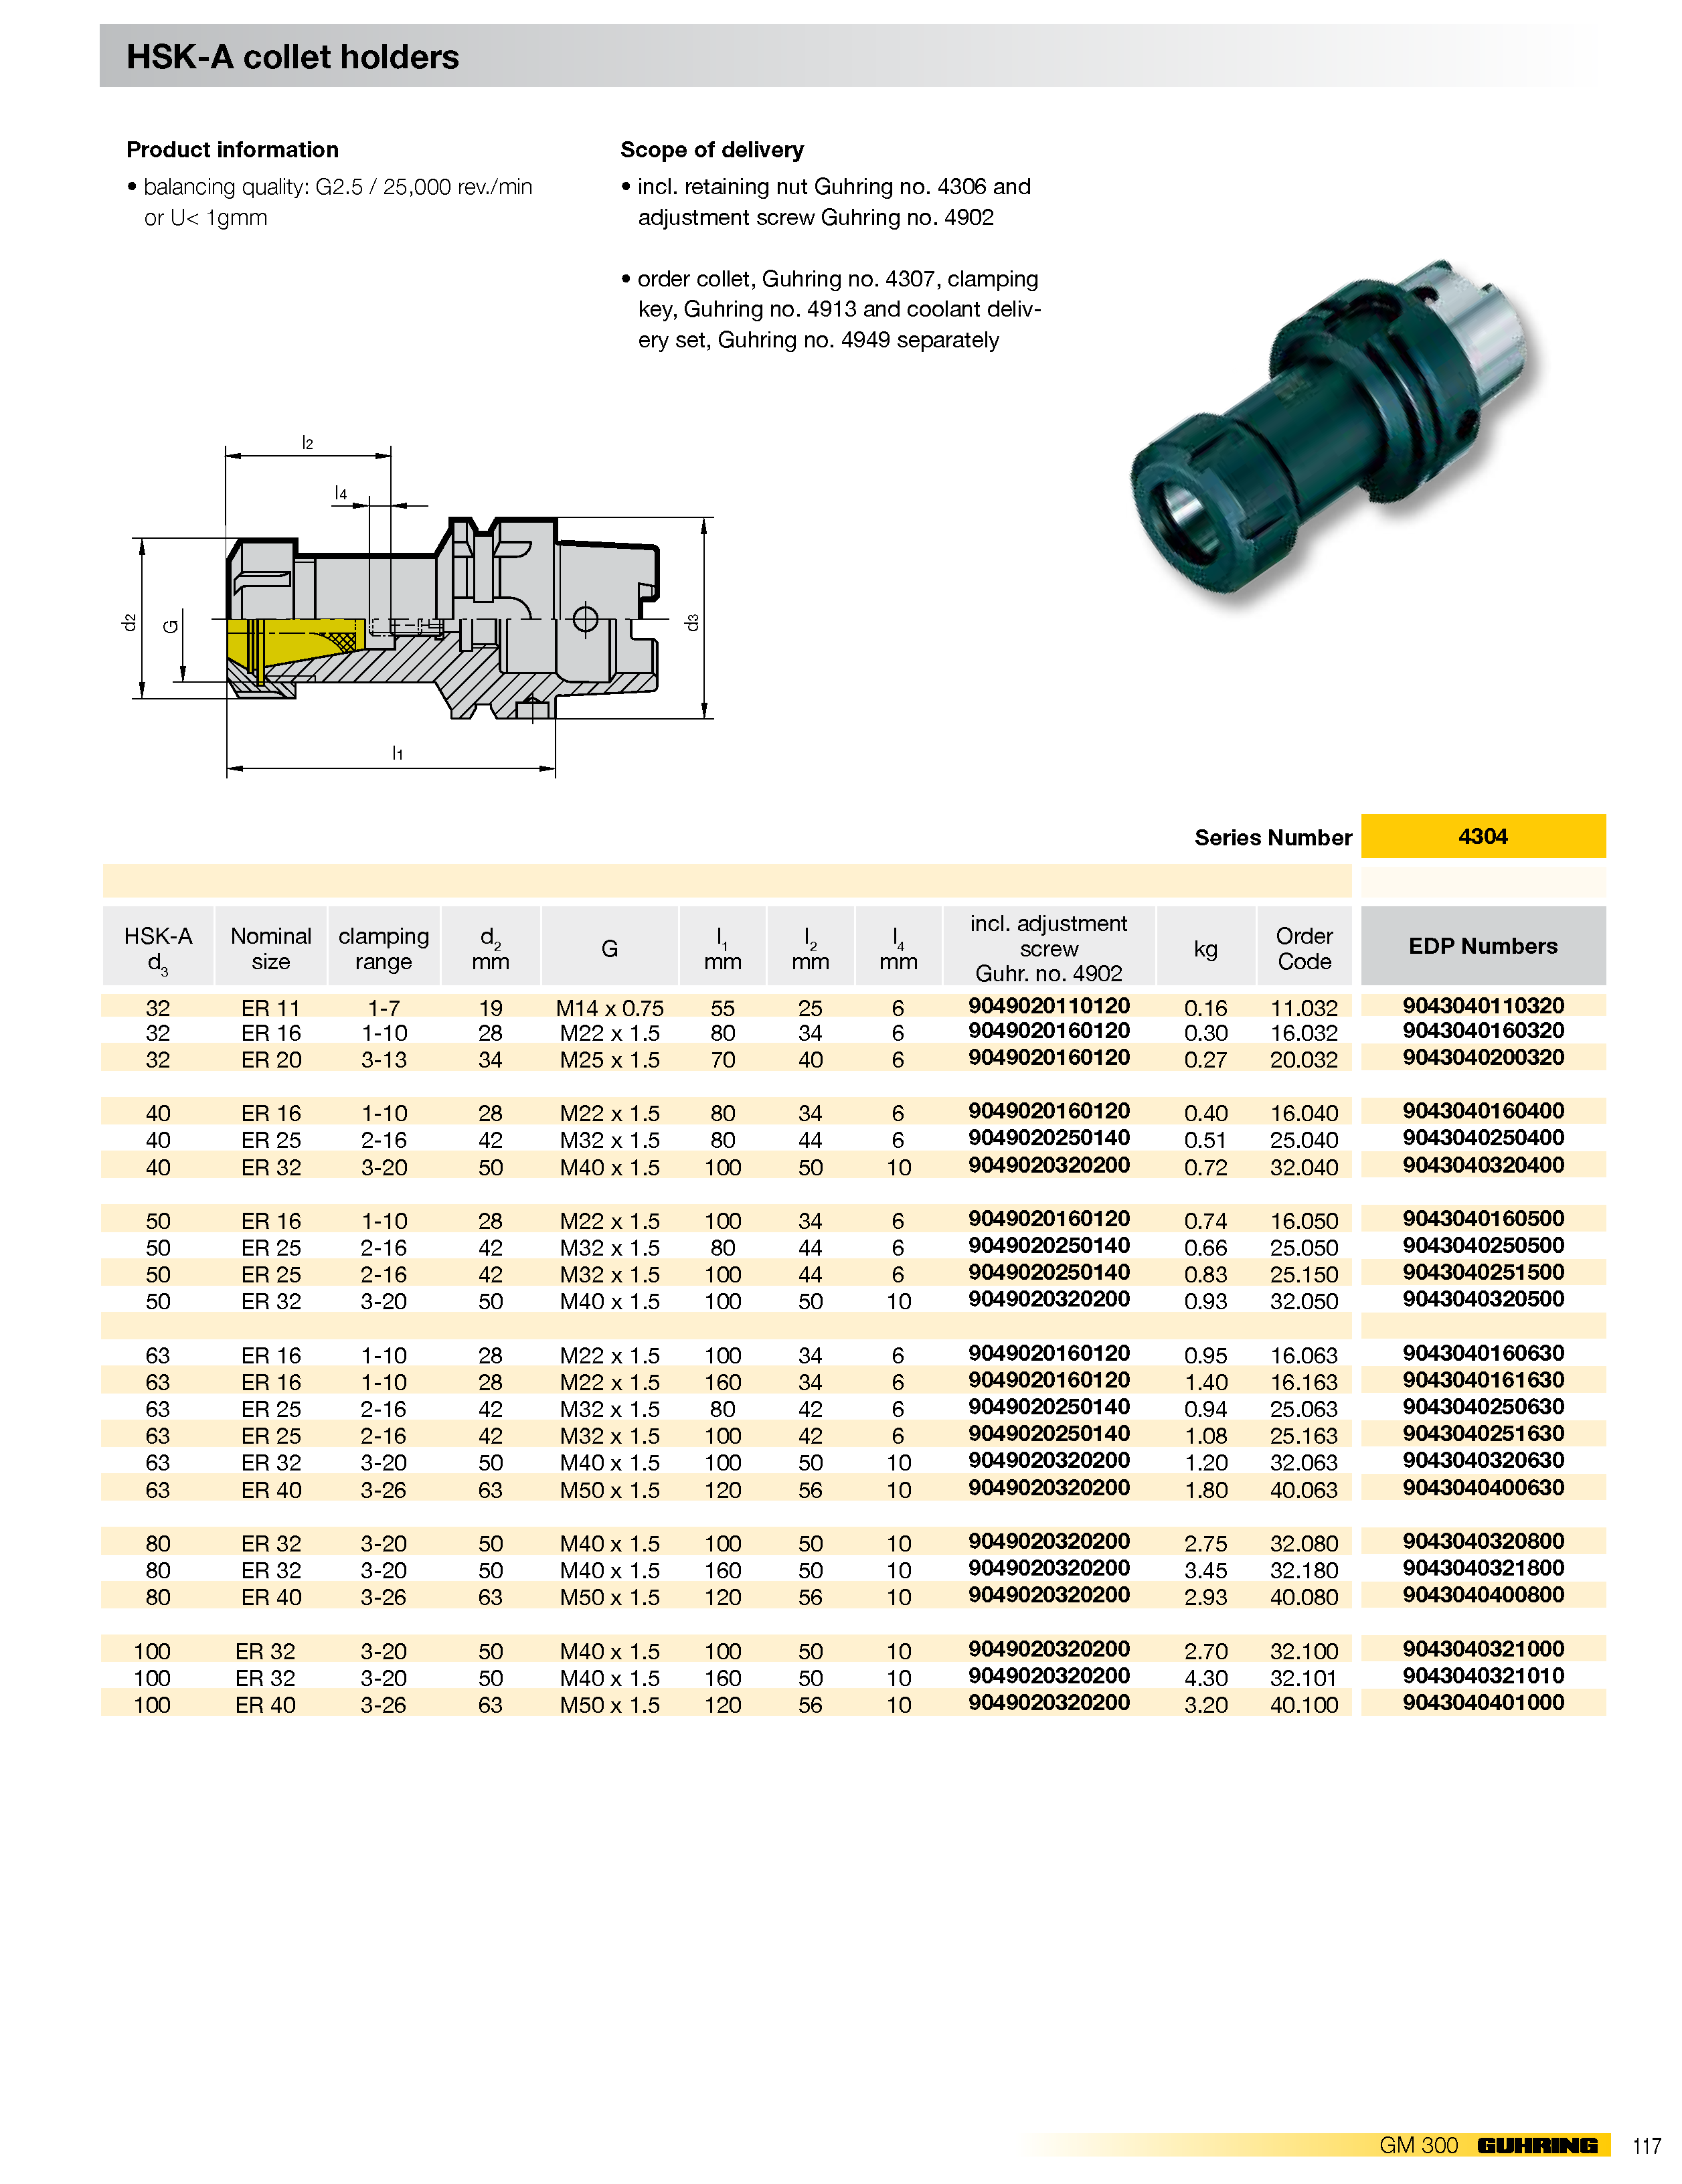 HSK-A collet holders
Product information
• balancing quality: G2.5 / 25,000 rev./min
or U< 1gmm
Scope of delivery
• incl. retaining nut Guhring no. 4306 and
adjustment screw Guhring no. 4902
• order collet, Guhring no. 4307, clamping
key, Guhring no. 4913 and coolant deliv-
ery set, Guhring no. 4949 separately
l2
l4
d2
G
d3
l1
Series Number 4304
HSK-A d3 Nominal size clamping range d2 mm G l1 mm l2 mm l4 mm incl. adjustment screw Guhr. no. 4902 kg Order Code EDP Numbers
32 ER 11 1-7 19 M14 x 0.75 55 25 6 9049020110120 0.16 11.032 9043040110320
32 ER 16 1-10 28 M22 x 1.5 80 34 6 9049020160120 0.30 16.032 9043040160320
32 ER 20 3-13 34 M25 x 1.5 70 40 6 9049020160120 0.27 20.032 9043040200320
40 ER 16 1-10 28 M22 x 1.5 80 34 6 9049020160120 0.40 16.040 9043040160400
40 ER 25 2-16 42 M32 x 1.5 80 44 6 9049020250140 0.51 25.040 9043040250400
40 ER 32 3-20 50 M40 x 1.5 100 50 10 9049020320200 0.72 32.040 9043040320400
50 ER 16 1-10 28 M22 x 1.5 100 34 6 9049020160120 0.74 16.050 9043040160500
50 ER 25 2-16 42 M32 x 1.5 80 44 6 9049020250140 0.66 25.050 9043040250500
50 ER 25 2-16 42 M32 x 1.5 100 44 6 9049020250140 0.83 25.150 9043040251500
50 ER 32 3-20 50 M40 x 1.5 100 50 10 9049020320200 0.93 32.050 9043040320500
63 ER 16 1-10 28 M22 x 1.5 100 34 6 9049020160120 0.95 16.063 9043040160630
63 ER 16 1-10 28 M22 x 1.5 160 34 6 9049020160120 1.40 16.163 9043040161630
63 ER 25 2-16 42 M32 x 1.5 80 42 6 9049020250140 0.94 25.063 9043040250630
63 ER 25 2-16 42 M32 x 1.5 100 42 6 9049020250140 1.08 25.163 9043040251630
63 ER 32 3-20 50 M40 x 1.5 100 50 10 9049020320200 1.20 32.063 9043040320630
63 ER 40 3-26 63 M50 x 1.5 120 56 10 9049020320200 1.80 40.063 9043040400630
80 ER 32 3-20 50 M40 x 1.5 100 50 10 9049020320200 2.75 32.080 9043040320800
80 ER 32 3-20 50 M40 x 1.5 160 50 10 9049020320200 3.45 32.180 9043040321800
80 ER 40 3-26 63 M50 x 1.5 120 56 10 9049020320200 2.93 40.080 9043040400800
100 ER 32 3-20 50 M40 x 1.5 100 50 10 9049020320200 2.70 32.100 9043040321000
100 ER 32 3-20 50 M40 x 1.5 160 50 10 9049020320200 4.30 32.101 9043040321010
100 ER 40 3-26 63 M50 x 1.5 120 56 10 9049020320200 3.20 40.100 9043040401000
GM 300 GUHRING 117